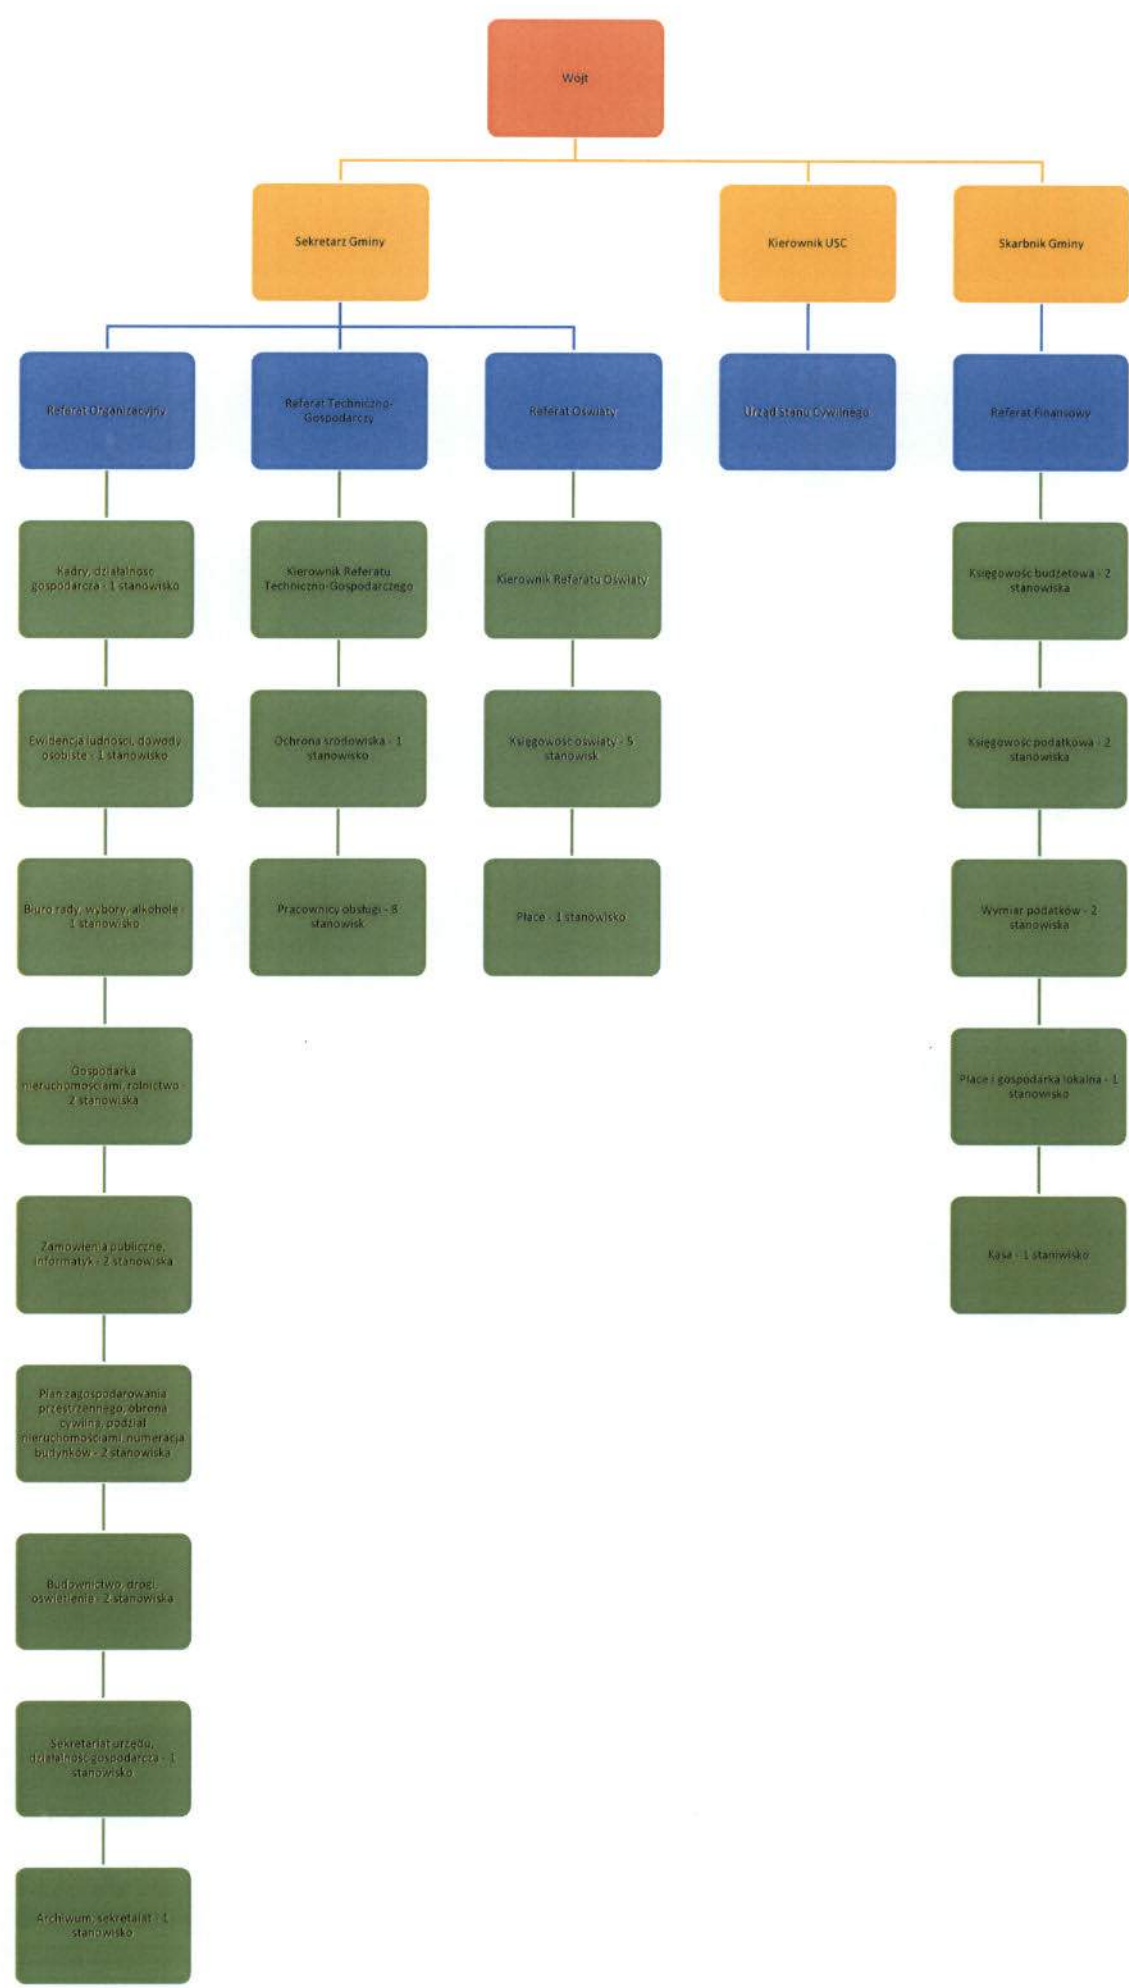 Wójt
Sekretarz Gminy
Kierownik USC
Skarbnik Gminy
Referat Organizacyjny
Referat Techniczno-
Gospodarczy
Referat Oświaty
Urząd Stanu Cywilnego
Referat Finansowy
Kadry, działalność
gospodarcza - 1 stanowisko
Ewidencja ludności, dowody
osobiste - 1 stanowisko
Biuro rady, wybory, alkohole -
1 stanowisko
Gospodarka
nieruchomościami, rolnictwo -
2 stanowiska
Zamówienia publiczne,
informatyk - 2 stanowiska
Plan zagospodarowania
przestrzennego, obrona
cywilna, podział
nieruchomościami, numeracja
budynków - 2 stanowiska
Budownictwo, drogi,
oświetlenie - 2 stanowiska
Sekretariat urzędu,
działalność gospodarcza - 1
stanowisko
Archiwum, sekretalat - 1
stanowisko
Kierownik Referatu
Techniczno-Gospodarczego
Ochrona środowiska - 1
stanowisko
Pracownicy obsługi - 8
stanowisk
Kierownik Referatu Oświaty
Księgowość oświaty - 5
stanowisk
Płace - 1 stanowisko
Księgowość budżetowa - 2
stanowiska
Księgowość podatkowa - 2
stanowiska
Wymiar podatków - 2
stanowiska
Płace i gospodarka lokalna - 1
stanowisko
Kasa - 1 staniwisko